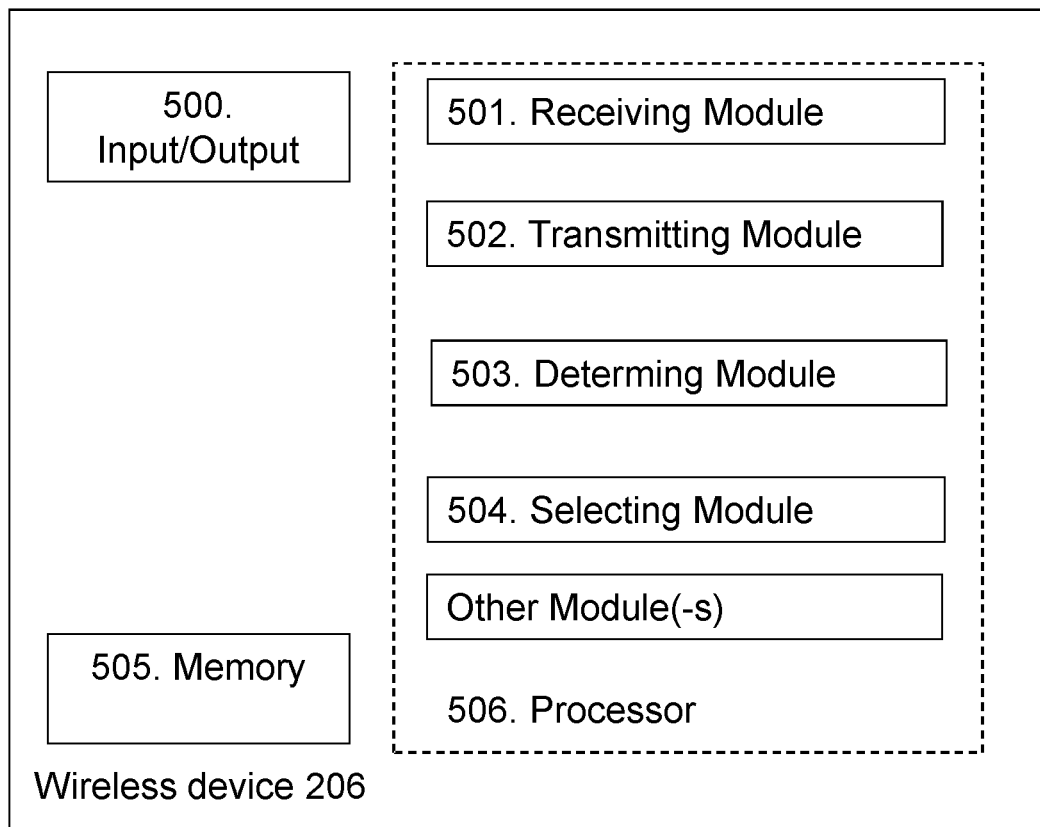 500.
Input/Output
501. Receiving Module
502. Transmitting Module
503. Determing Module
504. Selecting Module
Other Module(-s)
505. Memory
506. Processor
Wireless device 206